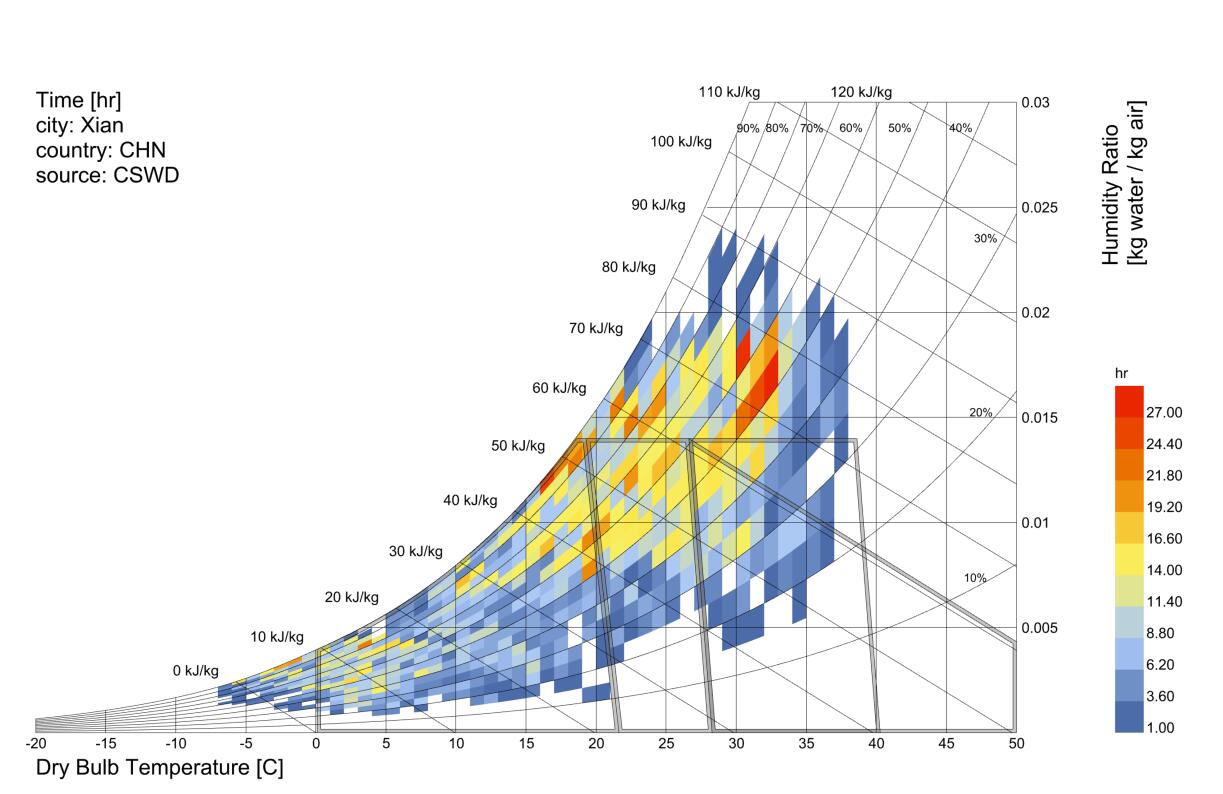 Time [hr]
city: Xian
country: CHN
source: CSWD
110 kJ/kg
120 kJ/kg
0.03
90%
80%
70%
60%
50%
40%
100 kJ/kg
90 kJ/kg
0.025
30%
80 kJ/kg
70 kJ/kg
0.02
60 kJ/kg
20%
0.015
50 kJ/kg
40 kJ/kg
0.01
30 kJ/kg
10%
20 kJ/kg
10 kJ/kg
0.005
0 kJ/kg
-20
-15
-10
-5
0
5
10
15
20
25
30
35
40
45
50
Dry Bulb Temperature [C]
Humidity Ratio
[kg water / kg air]
hr
27.00
24.40
21.80
19.20
16.60
14.00
11.40
8.80
6.20
3.60
1.00